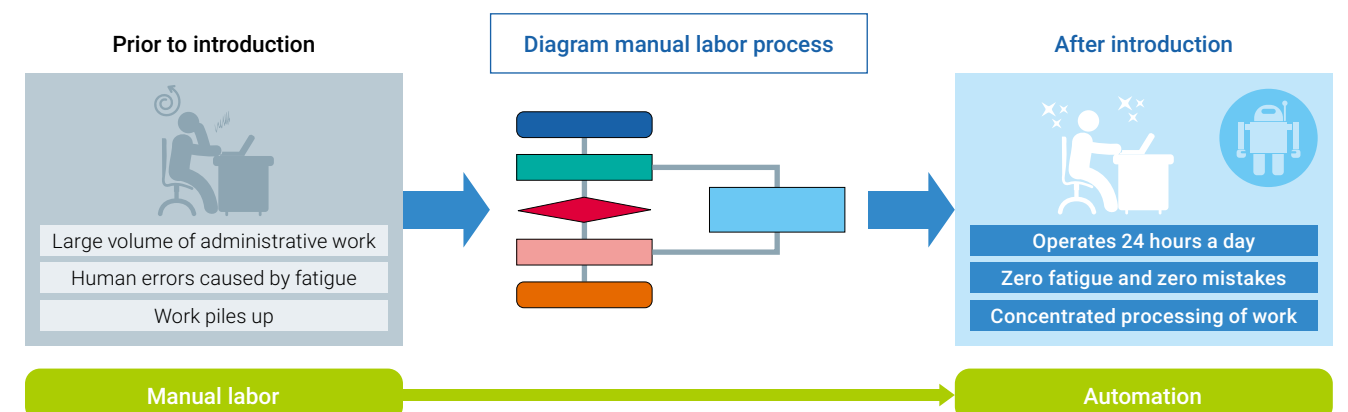 Prior to introduction
Diagram manual labor process
After introduction
Large volume of administrative work
Human errors caused by fatigue
Work piles up
Operates 24 hours a day
Zero fatigue and zero mistakes
Concentrated processing of work
Manual labor
Automation